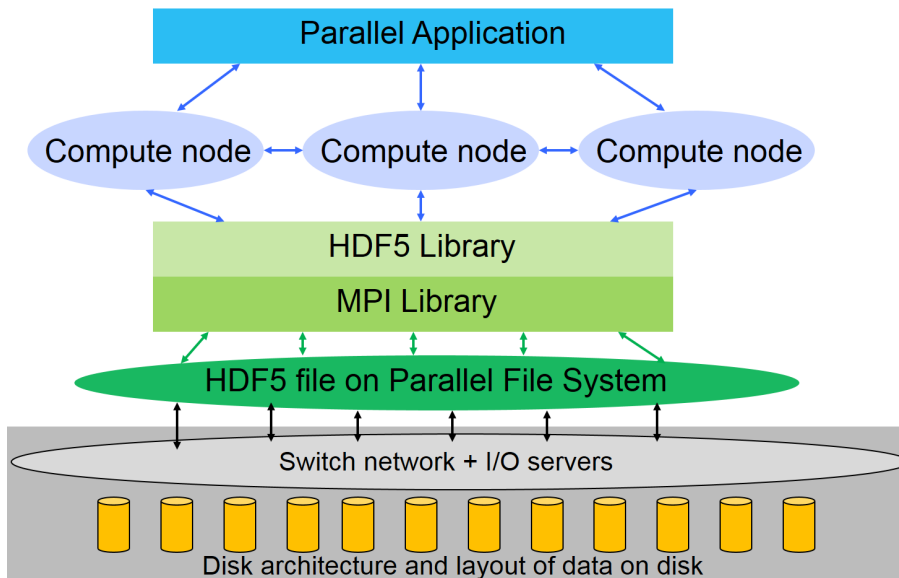 Parallel Application
Compute node
Compute node
Compute node
HDF5 Library
MPI Library
HDF5 file on Parallel File System
Switch network + I/O servers
Disk architecture and layout of data on disk